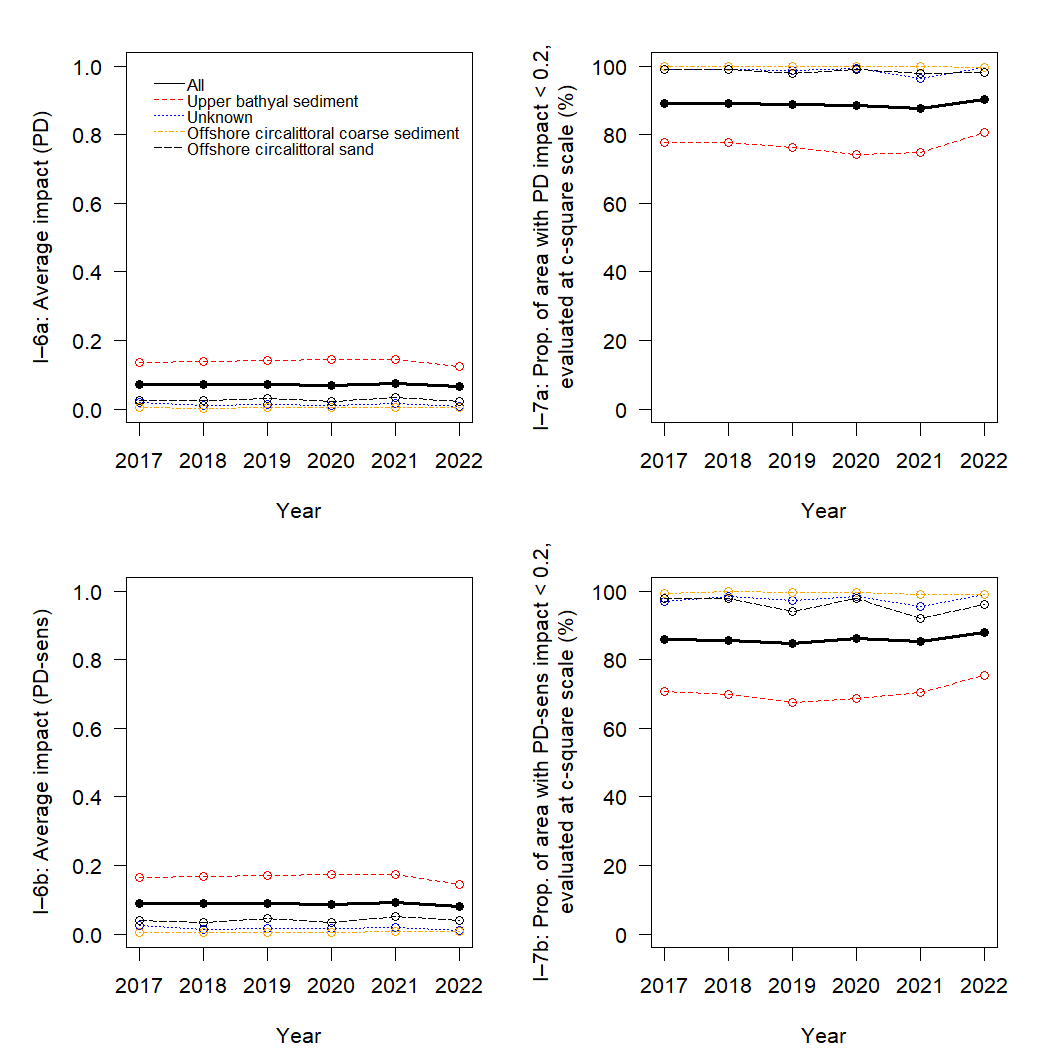 I−6a: Average impact (PD)
1.0
0.8
0.6
0.4
0.2
0.0
All
Upper bathyal sediment
Unknown
Offshore circalittoral coarse sediment
Offshore circalittoral sand
2017 2018 2019 2020 2021 2022
Year
I−7a: Prop. of area with PD impact < 0.2,
evaluated at c-square scale (%)
100
80
60
40
20
0
2017 2018 2019 2020 2021 2022
Year
I−6b: Average impact (PD-sens)
1.0
0.8
0.6
0.4
0.2
0.0
2017 2018 2019 2020 2021 2022
Year
I−7b: Prop. of area with PD-sens impact < 0.2,
evaluated at c-square scale (%)
100
80
60
40
20
0
2017 2018 2019 2020 2021 2022
Year